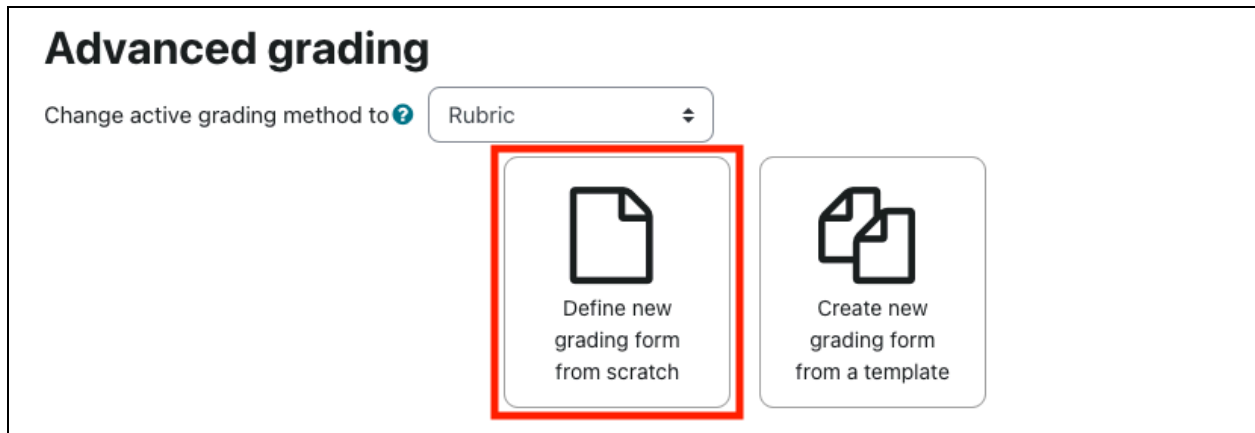 Advanced grading
Change active grading method to Rubric
Define new
grading form
from scratch
Create new
grading form
from a template